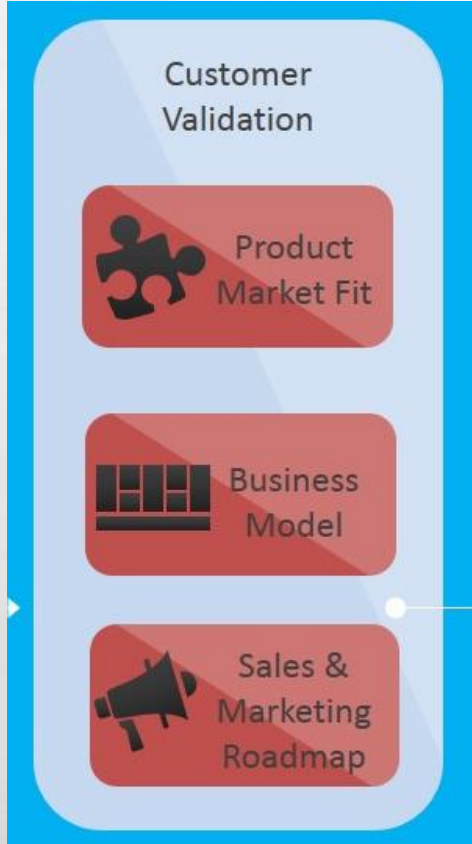 Customer
Validation
Product
Market Fit
Business
Model
Sales &
Marketing
Roadmap